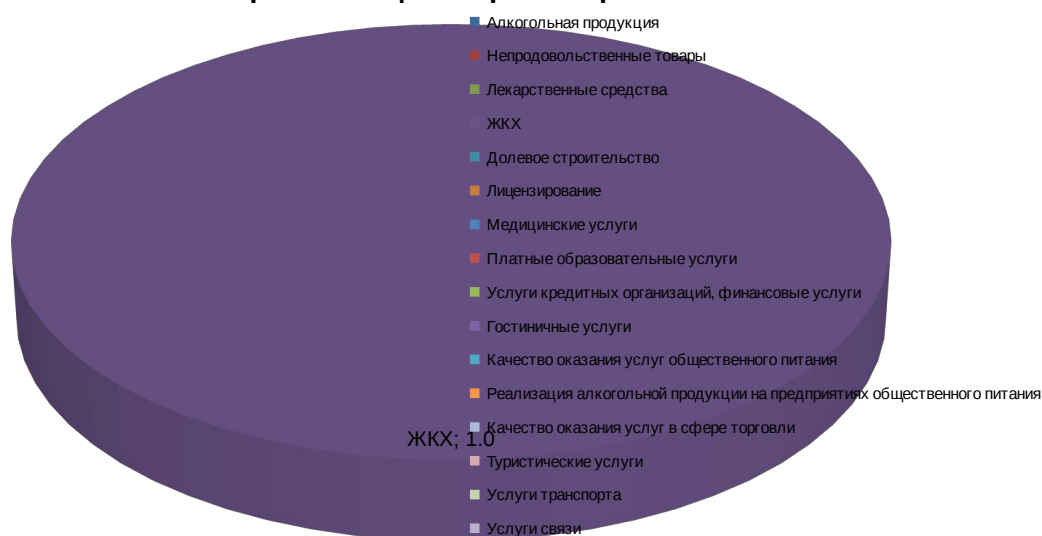 Алкогольная продукция
Непродовольственные товары
Лекарственные средства
ЖКХ
Долевое строительство
Лицензирование
Медицинские услуги
Платные образовательные услуги
Услуги кредитных организаций, финансовые услуги
Гостиничные услуги
Качество оказания услуг общественного питания
Реализация алкогольной продукции на предприятиях общественного питания
Качество оказания услуг в сфере торговли
ЖКХ; 1.0
Туристические услуги
Услуги транспорта
Услуги связи